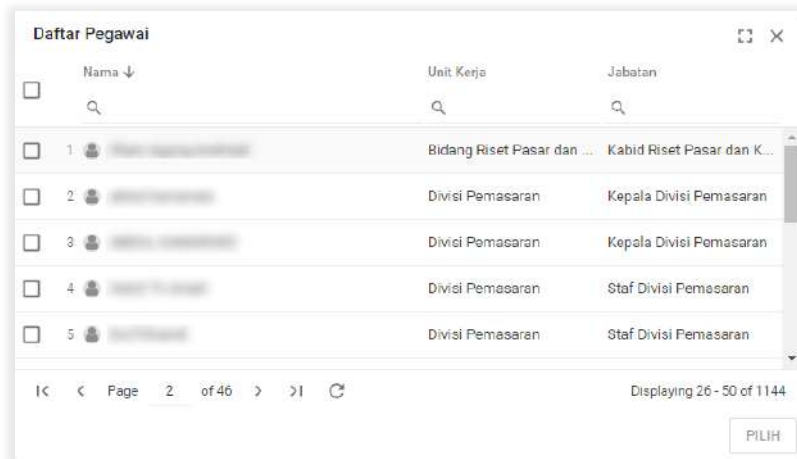 Daftar Pegawai
Nama Unit Kerja Jabatan
1 Bidang Riset Pasar dan ... Kabid Riset Pasar dan K...
2 Divisi Pemasaran Kepala Divisi Pemasaran
3 Divisi Pemasaran Kepala Divisi Pemasaran
4 Divisi Pemasaran Staf Divisi Pemasaran
5 Divisi Pemasaran Staf Divisi Pemasaran
Page 2 of 46 Displaying 26 - 50 of 1144
PILIH